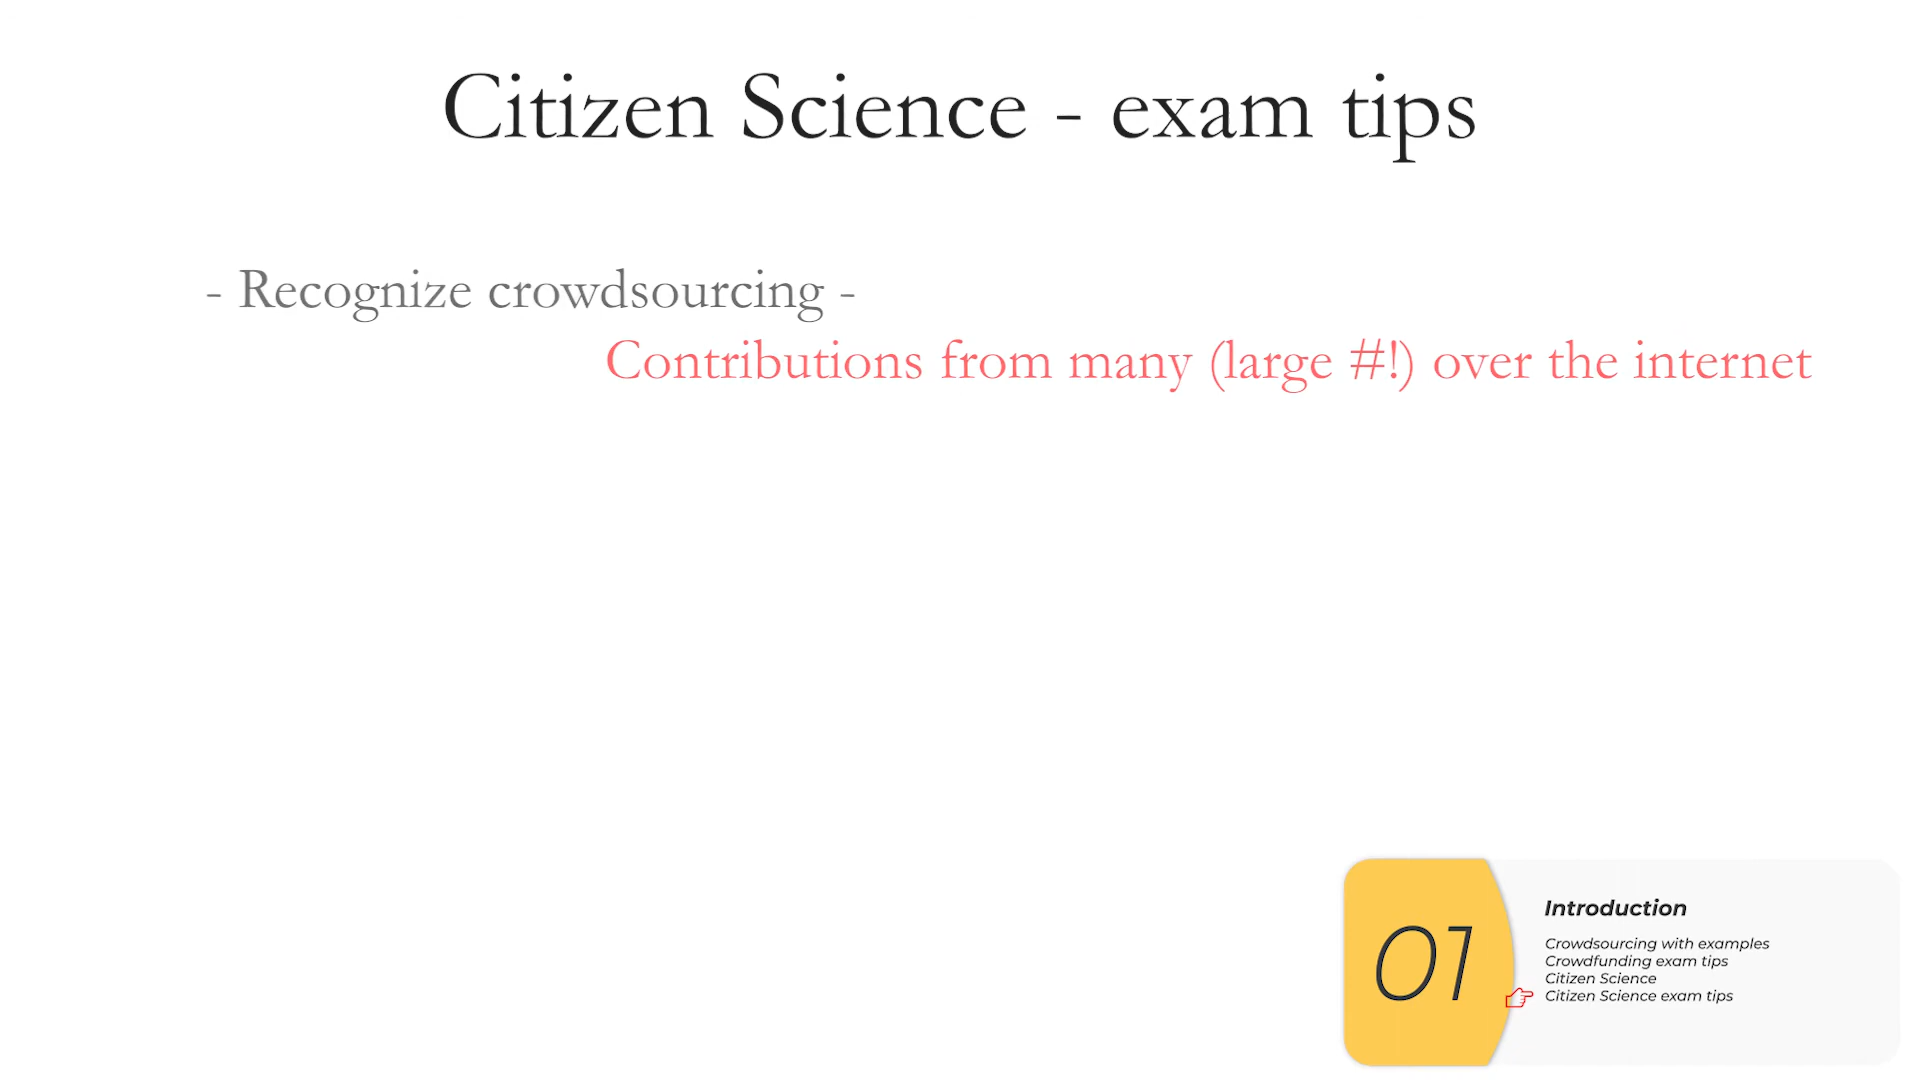 Citizen Science - exam tips
- Recognize crowdsourcing -
Contributions from many (large #!) over the internet
01
Introduction
Crowdsourcing with examples
Crowdfunding exam tips
Citizen Science
Citizen Science exam tips